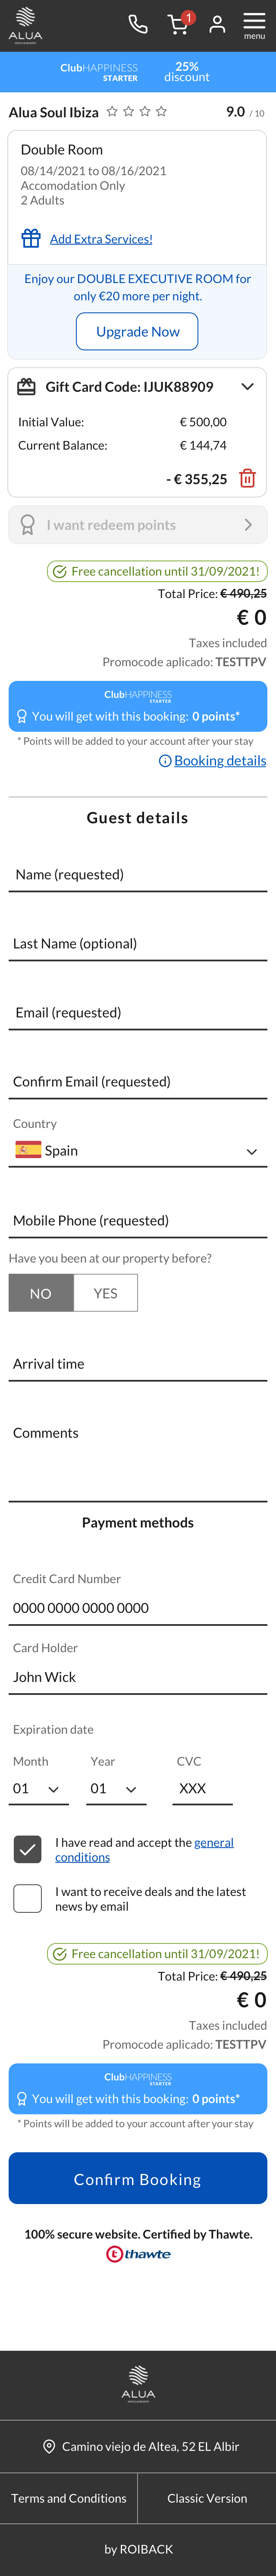 ALUA
1
menu
ClubHAPPINESS
STARTER
25%
discount
Alua Soul Ibiza
9.0 / 10
Double Room
08/14/2021 to 08/16/2021
Accomodation Only
2 Adults
Add Extra Services!
Enjoy our DOUBLE EXECUTIVE ROOM for
only €20 more per night.
Upgrade Now
Gift Card Code: IJUK88909
Initial Value: € 500,00
Current Balance: € 144,74
- € 355,25
I want redeem points
Free cancellation until 31/09/2021!
Total Price: € 490,25
€ 0
Taxes included
Promocode aplicado: TESTTPV
ClubHAPPINESS
STARTER
You will get with this booking: 0 points*
* Points will be added to your account after your stay
Booking details
Guest details
Name (requested)
Last Name (optional)
Email (requested)
Confirm Email (requested)
Country
Spain
Mobile Phone (requested)
Have you been at our property before?
NO YES
Arrival time
Comments
Payment methods
Credit Card Number
0000 0000 0000 0000
Card Holder
John Wick
Expiration date
Month Year CVC
01 01 XXX
I have read and accept the general
conditions
I want to receive deals and the latest
news by email
Free cancellation until 31/09/2021!
Total Price: € 490,25
€ 0
Taxes included
Promocode aplicado: TESTTPV
ClubHAPPINESS
STARTER
You will get with this booking: 0 points*
* Points will be added to your account after your stay
Confirm Booking
100% secure website. Certified by Thawte.
thawte
ALUA
Camino viejo de Altea, 52 EL Albir
Terms and Conditions
Classic Version
by ROIBACK